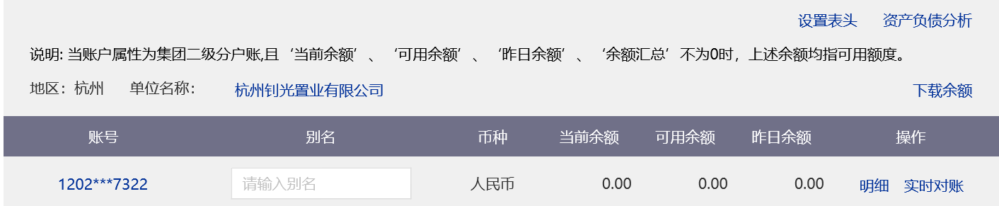 设置表头 资产负债分析
说明: 当账户属性为集团二级分户账,且‘当前余额’、‘可用余额’、‘昨日余额’、‘余额汇总’不为0时，上述余额均指可用额度。
地区：杭州 单位名称： 杭州钊光置业有限公司 下载余额
账号 别名 币种 当前余额 可用余额 昨日余额 操作
1202***7322 请输入别名 人民币 0.00 0.00 0.00 明细 实时对账